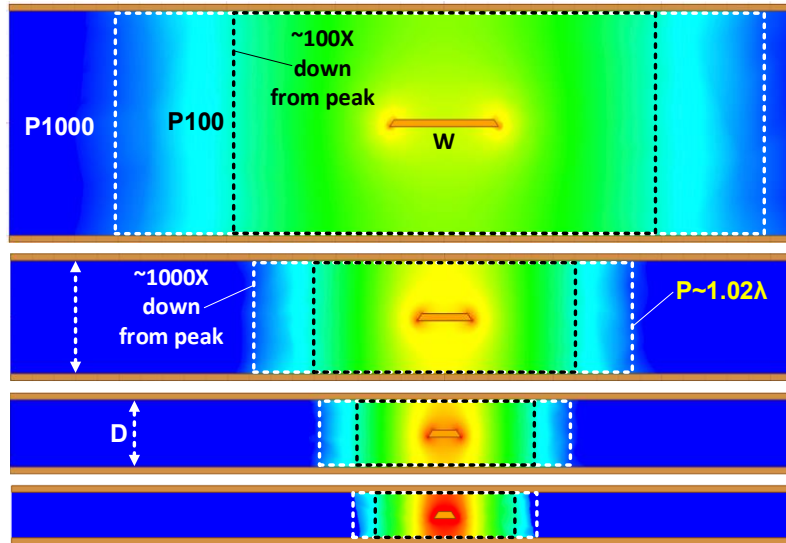 ~100X
down
from peak
P1000
P100
W
~1000X
down
from peak
P~1.02λ
D